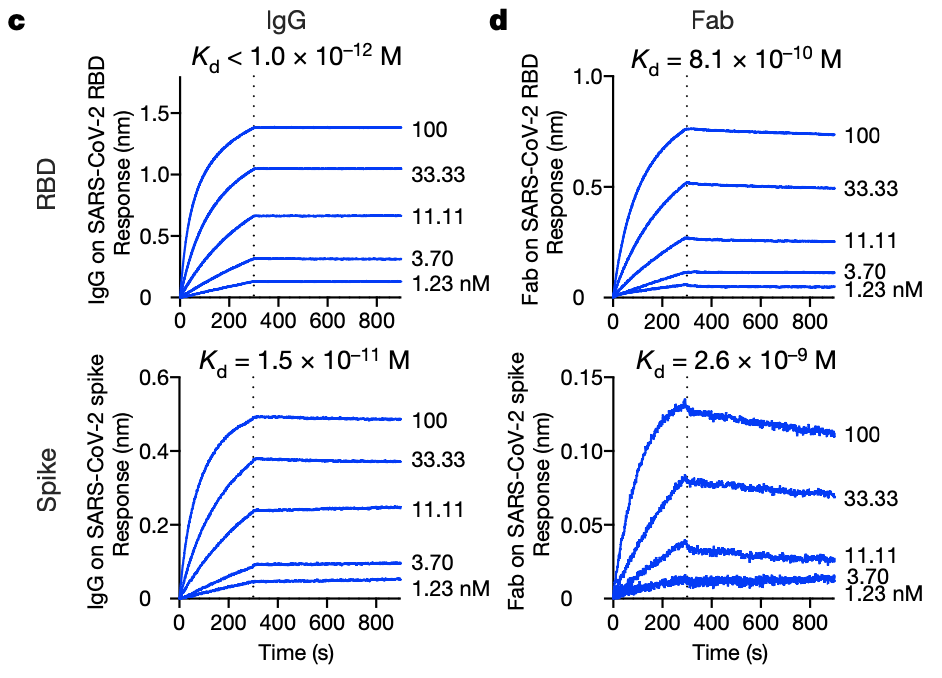 c
IgG
d
Fab
RBD
IgG on SARS-CoV-2 RBD
Response (nm)
K_d < 1.0 × 10⁻¹² M
1.5
1.0
0.5
0
100
33.33
11.11
3.70
1.23 nM
0 200 400 600 800
Fab on SARS-CoV-2 RBD
Response (nm)
K_d = 8.1 × 10⁻¹⁰ M
1.0
0.5
0
100
33.33
11.11
3.70
1.23 nM
0 200 400 600 800
Spike
IgG on SARS-CoV-2 spike
Response (nm)
K_d = 1.5 × 10⁻¹¹ M
0.6
0.4
0.2
0
100
33.33
11.11
3.70
1.23 nM
0 200 400 600 800
Time (s)
Fab on SARS-CoV-2 spike
Response (nm)
K_d = 2.6 × 10⁻⁹ M
0.15
0.10
0.05
0
100
33.33
11.11
3.70
1.23 nM
0 200 400 600 800
Time (s)